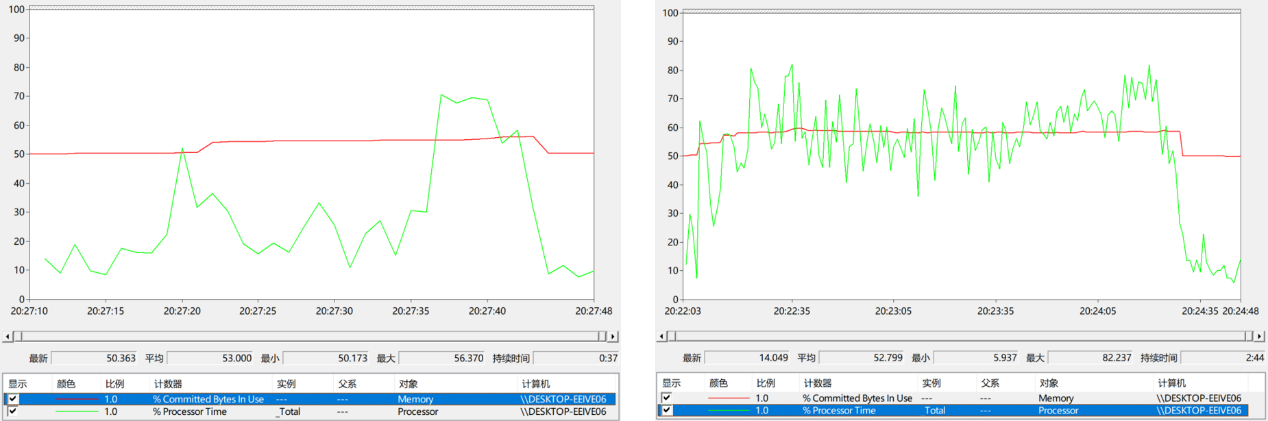 100
90
80
70
60
50
40
30
20
10
0
20:27:10 20:27:15 20:27:20 20:27:25 20:27:30 20:27:35 20:27:40 20:27:48
最新 50.363 平均 53.000 最小 50.173 最大 56.370 持续时间 0:37
显示 颜色 比例 计数器 实例 父系 对象 计算机
1.0 % Committed Bytes In Use --- --- Memory \\DESKTOP-EEIVE06
1.0 % Processor Time _Total --- Processor \\DESKTOP-EEIVE06
100
90
80
70
60
50
40
30
20
10
0
20:22:03 20:22:35 20:23:05 20:23:35 20:24:05 20:24:35 20:24:48
最新 14.049 平均 52.799 最小 5.937 最大 82.237 持续时间 2:44
显示 颜色 比例 计数器 实例 父系 对象 计算机
1.0 % Committed Bytes In Use --- --- Memory \\DESKTOP-EEIVE06
1.0 % Processor Time _Total --- Processor \\DESKTOP-EEIVE06